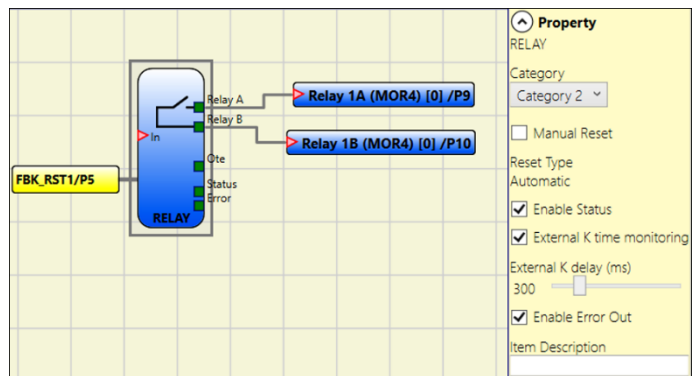 Relay A
Relay 1A (MOR4) [0] /P9
Relay B
In
Relay 1B (MOR4) [0] /P10
Ote
FBK_RST1/P5
Status
Error
RELAY
Property
RELAY
Category
Category 2
Manual Reset
Reset Type
Automatic
Enable Status
External K time monitoring
External K delay (ms)
300
Enable Error Out
Item Description